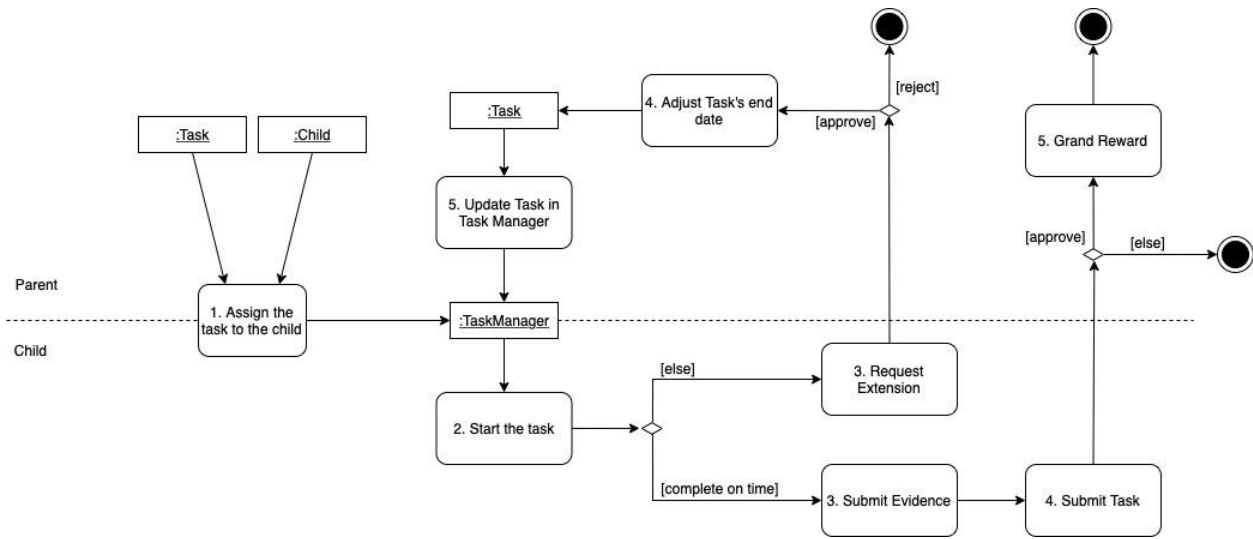 [reject]
4. Adjust Task's end
date
:Task
[approve]
:Task
:Child
5. Grand Reward
5. Update Task in
Task Manager
[approve]
[else]
Parent
1. Assign the
task to the child
:TaskManager
Child
[else]
3. Request
Extension
2. Start the task
[complete on time]
3. Submit Evidence
4. Submit Task